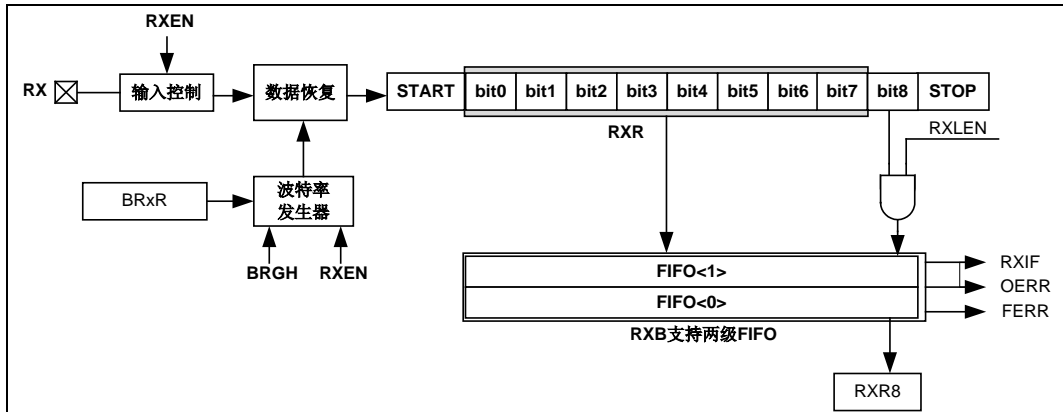 RXEN
RX
输入控制
数据恢复
START bit0 bit1 bit2 bit3 bit4 bit5 bit6 bit7 bit8 STOP
RXR
RXLEN
BRxR
波特率
发生器
BRGH
RXEN
FIFO<1>
FIFO<0>
RXIF
OERR
FERR
RXB支持两级FIFO
RXR8